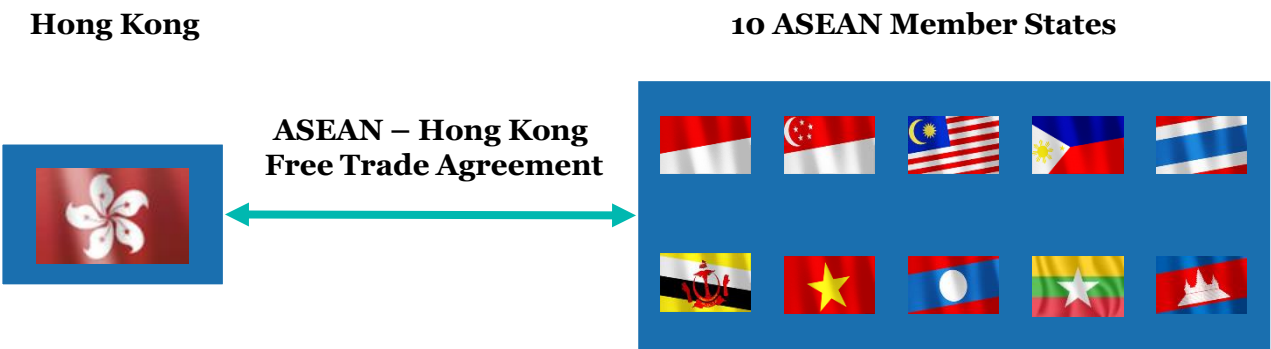 Hong Kong
10 ASEAN Member States
ASEAN – Hong Kong
Free Trade Agreement